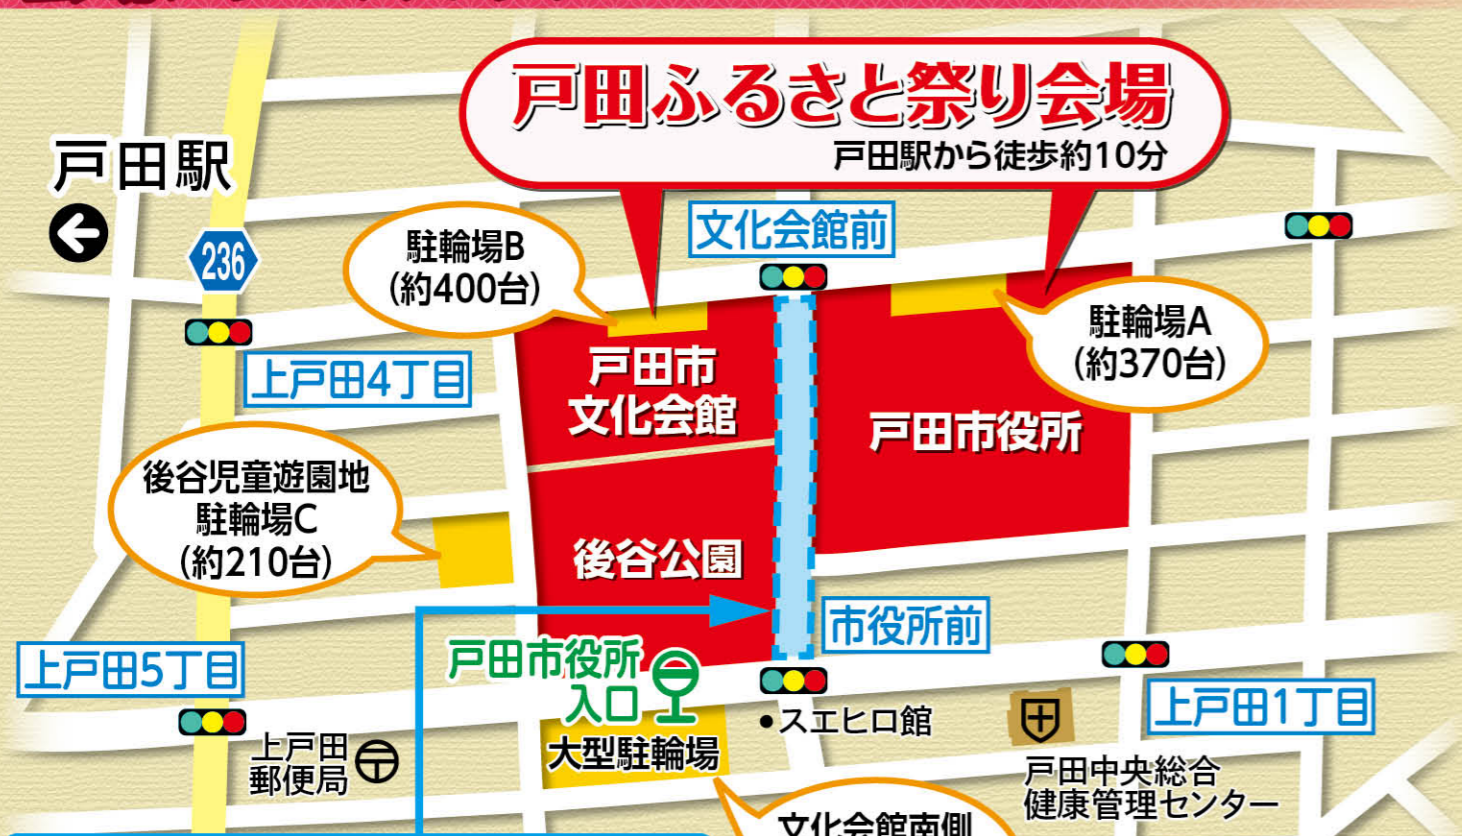 戸田ふるさと祭り会場
戸田駅から徒歩約10分
戸田駅
236
駐輪場B
(約400台)
文化会館前
駐輪場A
(約370台)
上戸田4丁目
戸田市
文化会館
戸田市役所
後谷児童遊園地
駐輪場C
(約210台)
後谷公園
市役所前
上戸田5丁目
戸田市役所
入口
上戸田1丁目
スエヒロ館
上戸田
郵便局
大型駐輪場
戸田中央総合
健康管理センター
文化会館南側